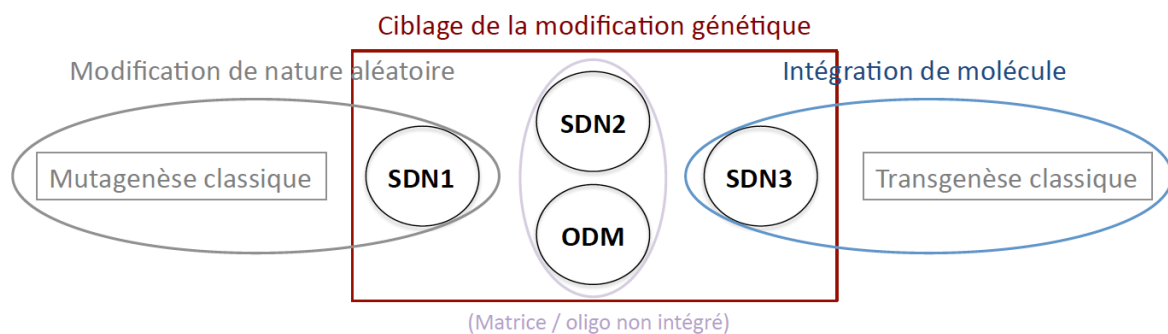 Ciblage de la modification génétique
Modification de nature aléatoire
Intégration de molécule
SDN2
Mutagenèse classique
SDN1
SDN3
Transgenèse classique
ODM
(Matrice / oligo non intégré)